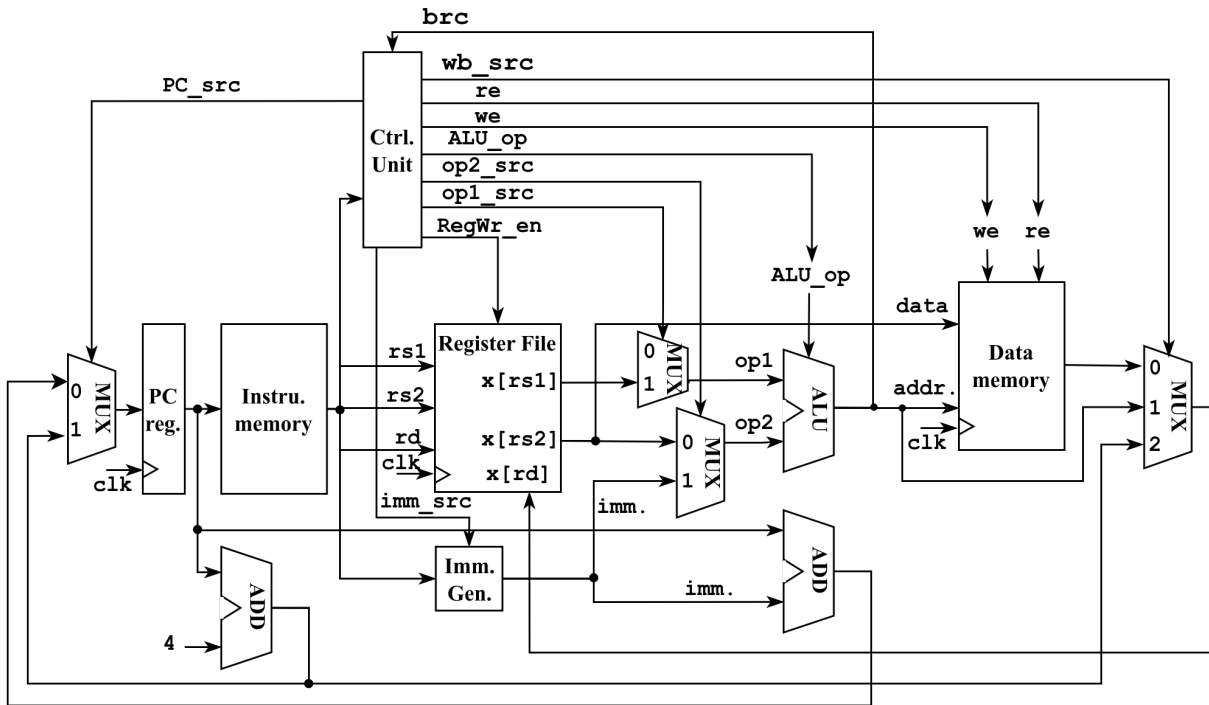 brc
wb_src
PC_src
re
we
Ctrl.
Unit
ALU_op
op2_src
op1_src
RegWr_en
we
re
ALU_op
data
Register File
rs1
x[rs1]
0
1
MUX
op1
0
1
MUX
PC
reg.
Instru.
memory
rs2
x[rs2]
0
1
MUX
op2
ALU
addr.
Data
memory
0
1
2
MUX
rd
clk
x[rd]
clk
clk
imm_src
imm.
Imm.
Gen.
imm.
ADD
ADD
4